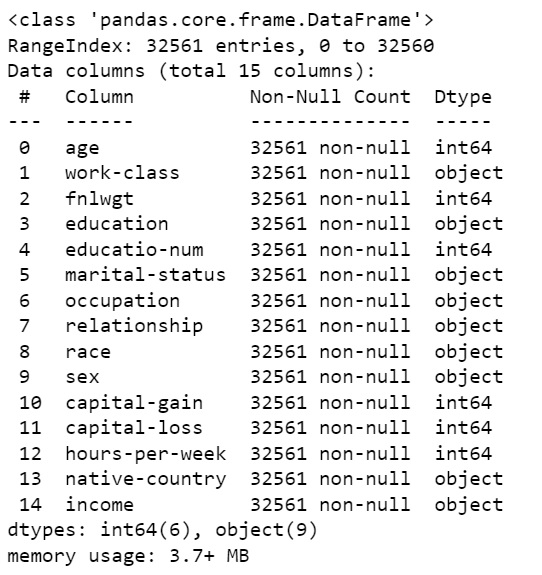 <class 'pandas.core.frame.DataFrame'>
RangeIndex: 32561 entries, 0 to 32560
Data columns (total 15 columns):
 #   Column          Non-Null Count  Dtype
---  ------          --------------  -----
 0   age             32561 non-null  int64
 1   work-class      32561 non-null  object
 2   fnlwgt          32561 non-null  int64
 3   education       32561 non-null  object
 4   educatio-num    32561 non-null  int64
 5   marital-status  32561 non-null  object
 6   occupation      32561 non-null  object
 7   relationship    32561 non-null  object
 8   race            32561 non-null  object
 9   sex             32561 non-null  object
 10  capital-gain    32561 non-null  int64
 11  capital-loss    32561 non-null  int64
 12  hours-per-week  32561 non-null  int64
 13  native-country  32561 non-null  object
 14  income          32561 non-null  object
dtypes: int64(6), object(9)
memory usage: 3.7+ MB